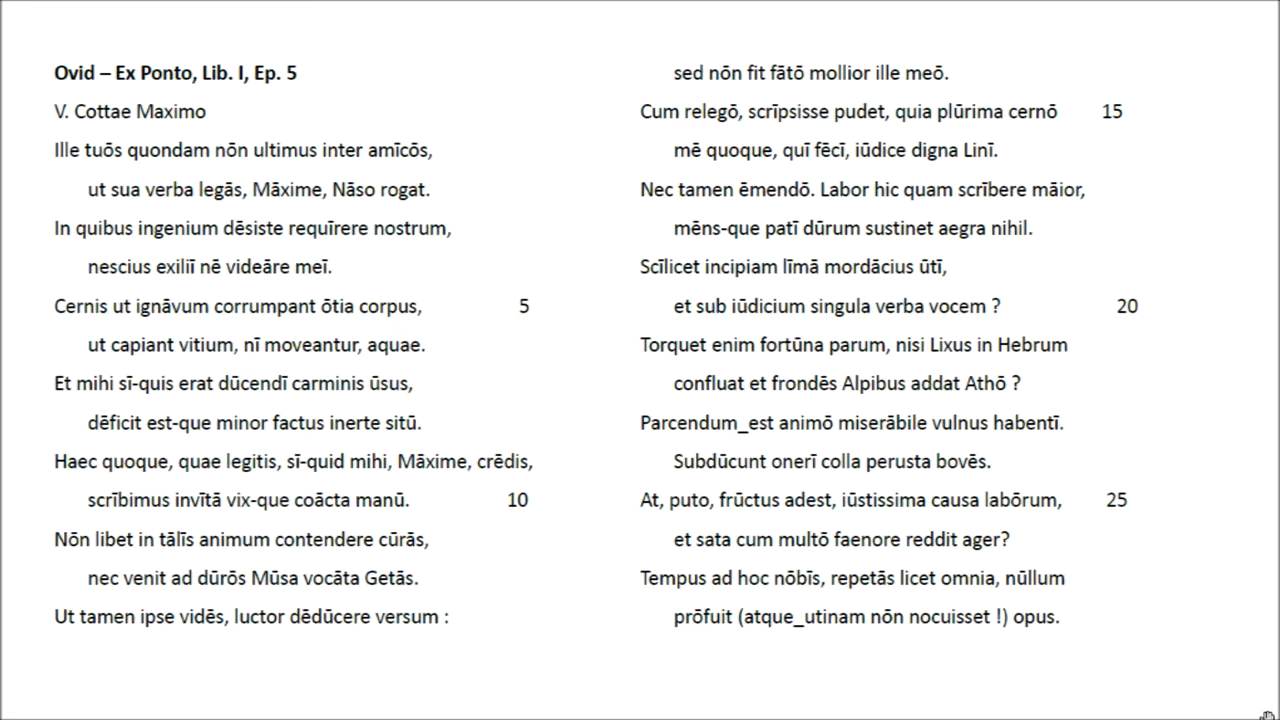 Ovid – Ex Ponto, Lib. I, Ep. 5
V. Cottae Maximo
Ille tuōs quondam nōn ultimus inter amīcōs,
ut sua verba legās, Māxime, Nāso rogat.
In quibus ingenium dēsiste requīrere nostrum,
nescius exiliī nē videāre meī.
Cernis ut ignāvum corrumpant ōtia corpus, 5
ut capiant vitium, nī moveantur, aquae.
Et mihi sī-quis erat dūcendī carminis ūsus,
dēficit est-que minor factus inerte sitū.
Haec quoque, quae legitis, sī-quid mihi, Māxime, crēdis,
scrībimus invītā vix-que coācta manū. 10
Nōn libet in tālīs animum contendere cūrās,
nec venit ad dūrōs Mūsa vocāta Getās.
Ut tamen ipse vidēs, luctor dēdūcere versum :
sed nōn fit fātō mollior ille meō.
Cum relegō, scrīpsisse pudet, quia plūrima cernō 15
mē quoque, quī fēcī, iūdice digna Linī.
Nec tamen ēmendō. Labor hic quam scrībere māior,
mēns-que patī dūrum sustinet aegra nihil.
Scīlicet incipiam līmā mordācius ūtī,
et sub iūdicium singula verba vocem ? 20
Torquet enim fortūna parum, nisi Lixus in Hebrum
confluat et frondēs Alpibus addat Athō ?
Parcendum_est animō miserābile vulnus habentī.
Subdūcunt onerī colla perusta bovēs.
At, puto, frūctus adest, iūstissima causa labōrum, 25
et sata cum multō faenore reddit ager?
Tempus ad hoc nōbīs, repetās licet omnia, nūllum
prōfuit (atque_utinam nōn nocuisset !) opus.